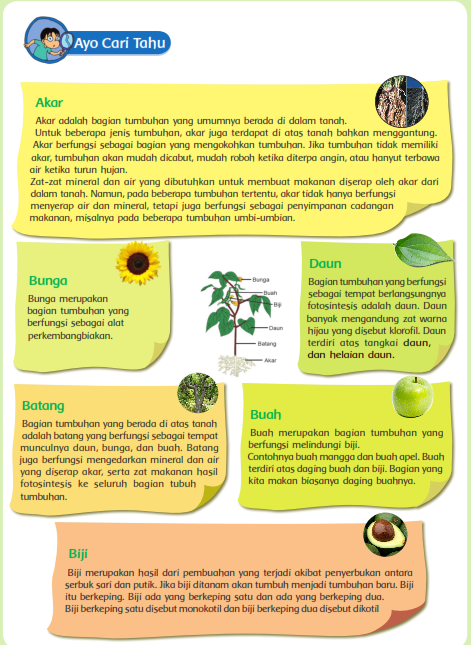 Ayo Cari Tahu
Akar
Akar adalah bagian tumbuhan yang umumnya berada di dalam tanah.
Untuk beberapa jenis tumbuhan, akar juga terdapat di atas tanah bahkan menggantung.
Akar berfungsi sebagai bagian yang mengokohkan tumbuhan. Jika tumbuhan tidak memiliki
akar, tumbuhan akan mudah dicabut, mudah roboh ketika diterpa angin, atau hanyut terbawa
air ketika turun hujan.
Zat-zat mineral dan air yang dibutuhkan untuk membuat makanan diserap oleh akar dari
dalam tanah. Namun, pada beberapa tumbuhan tertentu, akar tidak hanya berfungsi
menyerap air dan mineral, tetapi juga berfungsi sebagai penyimpanan cadangan
makanan, misalnya pada beberapa tumbuhan umbi-umbian.
Bunga
Bunga merupakan
bagian tumbuhan yang
berfungsi sebagai alat
perkembangbiakan.
Bunga
Buah
Biji
Daun
Batang
Akar
Daun
Bagian tumbuhan yang berfungsi
sebagai tempat berlangsungnya
fotosintesis adalah daun. Daun
banyak mengandung zat warna
hijau yang disebut klorofil. Daun
terdiri atas tangkai daun,
dan helaian daun.
Batang
Bagian tumbuhan yang berada di atas tanah
adalah batang yang berfungsi sebagai tempat
munculnya daun, bunga, dan buah. Batang
juga berfungsi mengedarkan mineral dan air
yang diserap akar, serta zat makanan hasil
fotosintesis ke seluruh bagian tubuh
tumbuhan.
Buah
Buah merupakan bagian tumbuhan yang
berfungsi melindungi biji.
Contohnya buah mangga dan buah apel. Buah
terdiri atas daging buah dan biji. Bagian yang
kita makan biasanya daging buahnya.
Biji
Biji merupakan hasil dari pembuahan yang terjadi akibat penyerbukan antara
serbuk sari dan putik. Jika biji ditanam akan tumbuh menjadi tumbuhan baru. Biji
itu berkeping. Biji ada yang berkeping satu dan ada yang berkeping dua.
Biji berkeping satu disebut monokotil dan biji berkeping dua disebut dikotil